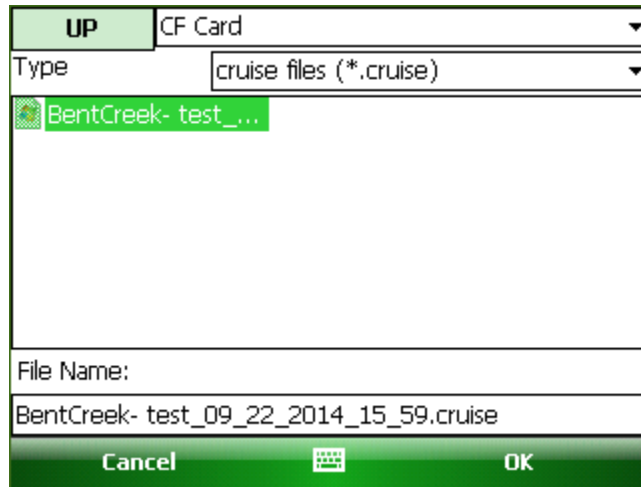 UP CF Card
Type cruise files (*.cruise)
BentCreek- test_...
File Name:
BentCreek- test_09_22_2014_15_59.cruise
Cancel OK